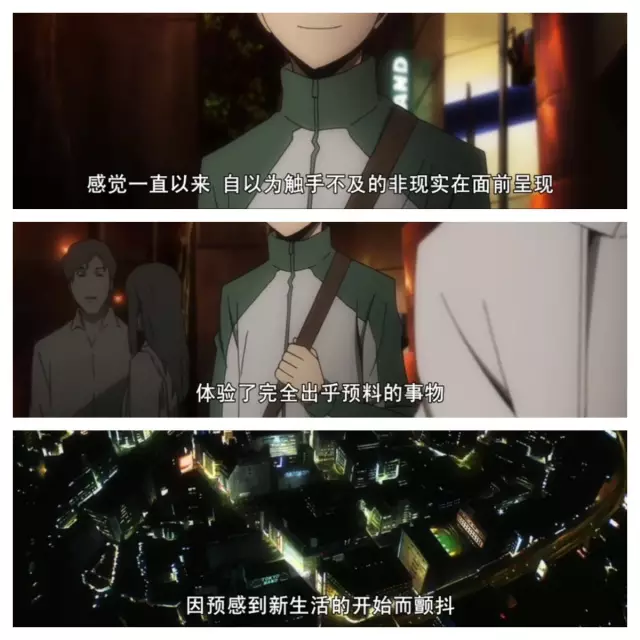 AND
感觉一直以来 自以为触手不及的非现实在面前呈现
体验了完全出乎预料的事物
因预感到新生活的开始而颤抖